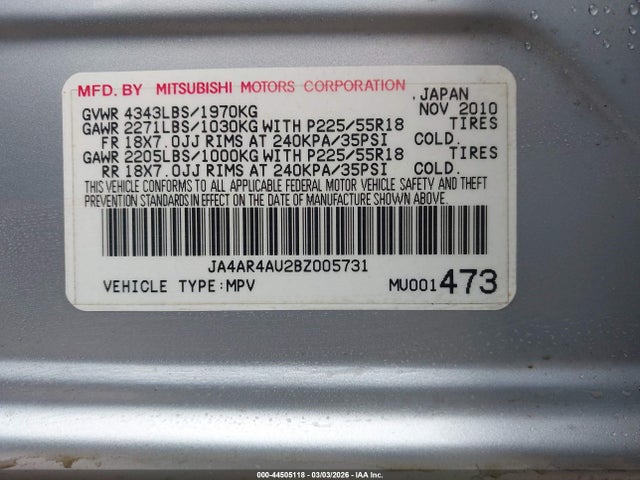 MFD. BY MITSUBISHI MOTORS CORPORATION , JAPAN
GVWR 4343LBS/1970KG NOV 2010
GAWR 2271LBS/1030KG WITH P225/55R18 TIRES
FR 18X7.0JJ RIMS AT 240KPA/35PSI COLD.
GAWR 2205LBS/1000KG WITH P225/55R18 TIRES
RR 18X7.0JJ RIMS AT 240KPA/35PSI COLD.
THIS VEHICLE CONFORMS TO ALL APPLICABLE FEDERAL MOTOR VEHICLE SAFETY AND THEFT
PREVENTION STANDARDS IN EFFECT ON THE DATE OF MANUFACTURE SHOWN ABOVE.
JA4AR4AU2BZ005731
VEHICLE TYPE:MPV MU001473
000-44505118 - 03/03/2026 - IAA Inc.